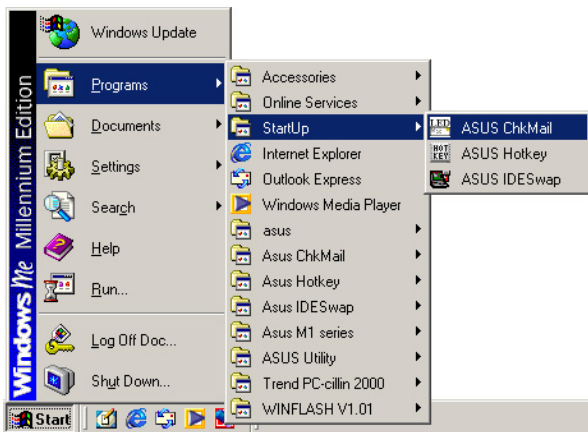 Windows Me Millennium Edition
Windows Update
Programs
Documents
Settings
Search
Help
Run...
Log Off Doc...
Shut Down...
Accessories
Online Services
StartUp
Internet Explorer
Outlook Express
Windows Media Player
asus
Asus ChkMail
Asus Hotkey
Asus IDESwap
Asus M1 series
ASUS Utility
Trend PC-cillin 2000
WINFLASH V1.01
LED
ASUS ChkMail
HOT
KEY
ASUS Hotkey
ASUS IDESwap
Start